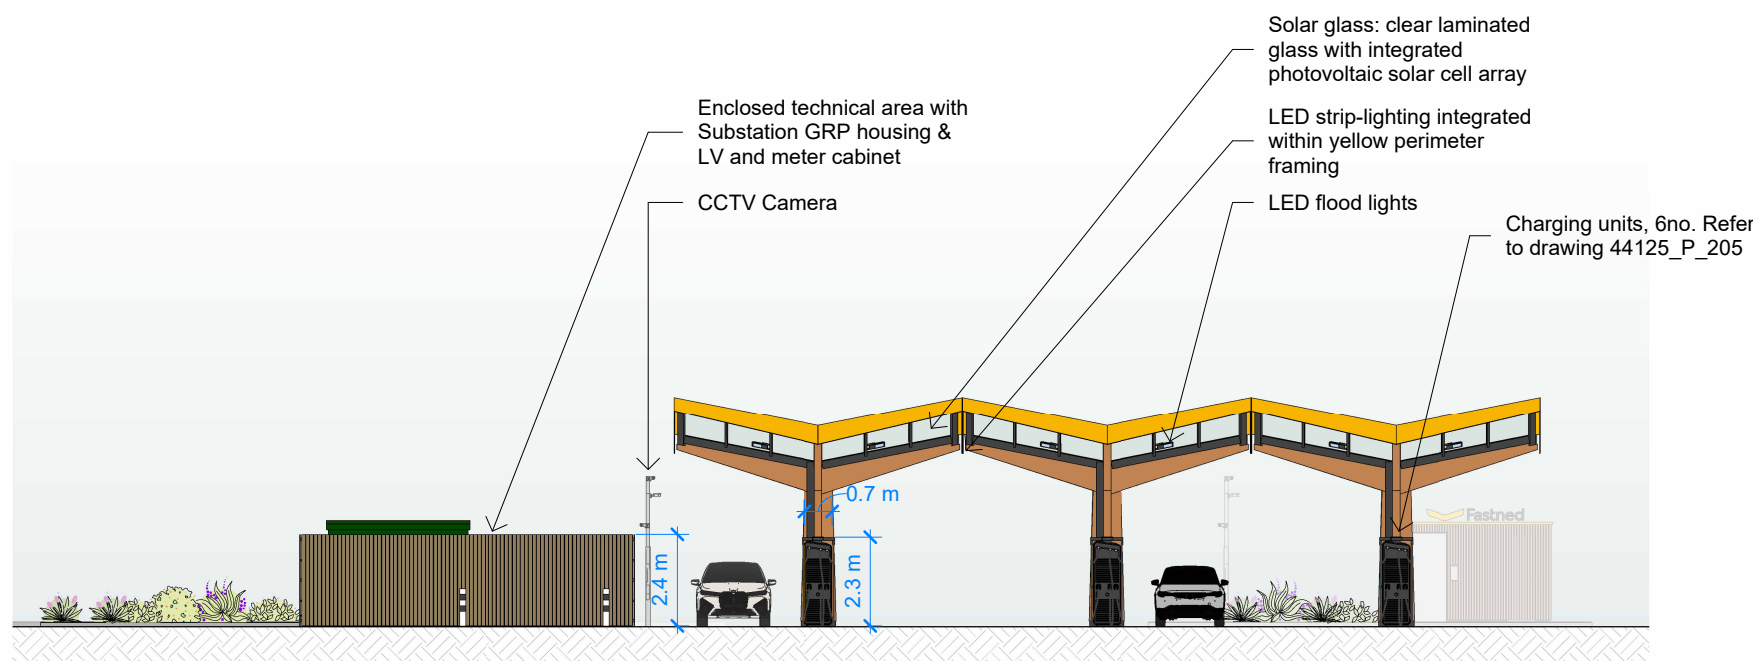 Solar glass: clear laminated
glass with integrated
photovoltaic solar cell array
Enclosed technical area with
Substation GRP housing &
LV and meter cabinet
LED strip-lighting integrated
within yellow perimeter
framing
CCTV Camera
LED flood lights
Charging units, 6no. Refer
to drawing 44125_P_205
0.7 m
Fastned
2.4 m
2.3 m